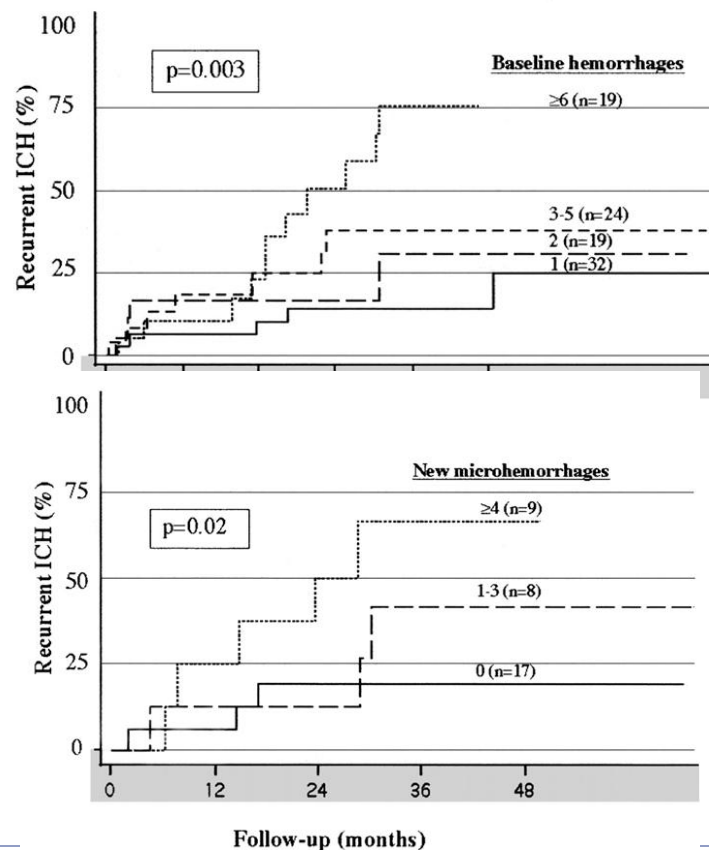 100
p=0.003
Baseline hemorrhages
≥6 (n=19)
75
Recurrent ICH (%)
50
3-5 (n=24)
2 (n=19)
1 (n=32)
25
0
100
New microhemorrhages
75
≥4 (n=9)
p=0.02
Recurrent ICH (%)
50
1-3 (n=8)
25
0 (n=17)
0
0 12 24 36 48
Follow-up (months)